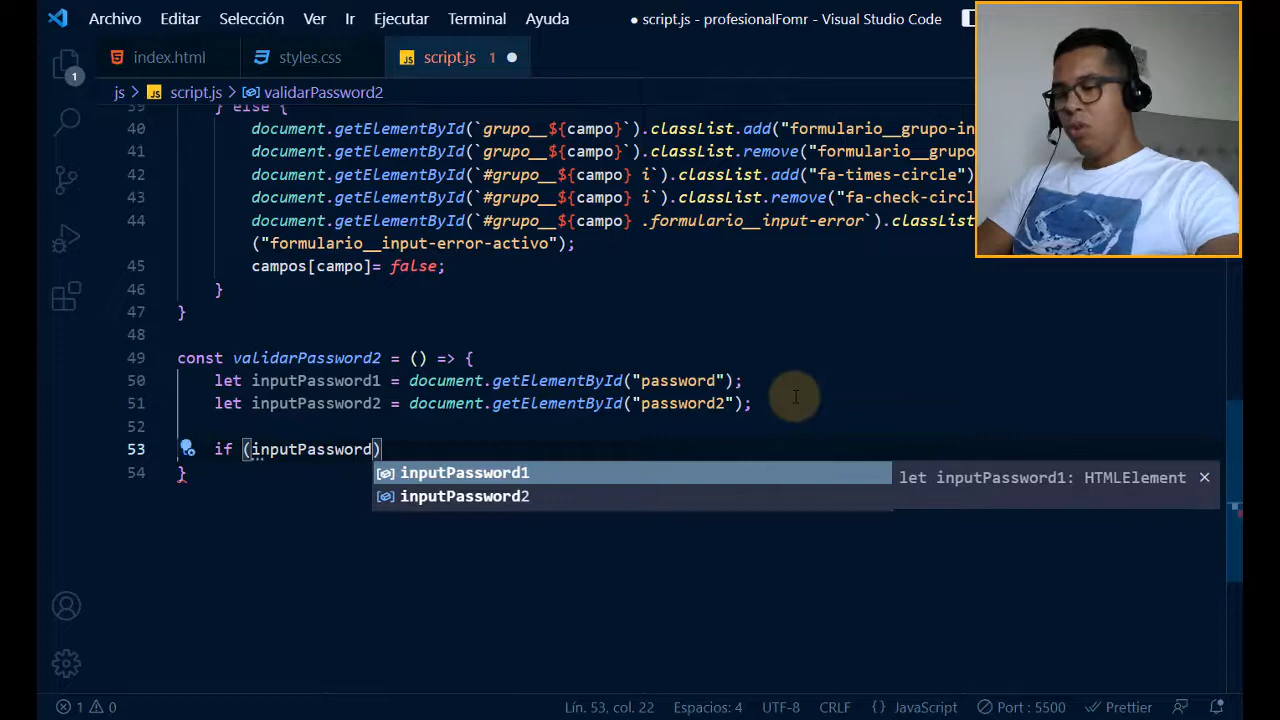 Archivo Editar Selección Ver Ir Ejecutar Terminal Ayuda ● script.js - profesionalFomr - Visual Studio Code
index.html styles.css JS script.js 1
js > JS script.js > validarPassword2
1
39 } else {
40 document.getElementById(`grupo__${campo}`).classList.add("formulario__grupo-in
41 document.getElementById(`grupo__${campo}`).classList.remove("formulario__grupo
42 document.getElementById(`#grupo__${campo} i`).classList.add("fa-times-circle")
43 document.getElementById(`#grupo__${campo} i`).classList.remove("fa-check-circl
44 document.getElementById(`#grupo__${campo} .formulario__input-error`).classList
("formulario__input-error-activo");
45 campos[campo]= false;
46 }
47 }
48
49 const validarPassword2 = () => {
50 let inputPassword1 = document.getElementById("password");
51 let inputPassword2 = document.getElementById("password2");
52
53 if (inputPassword)
inputPassword1 let inputPassword1: HTMLElement
54 }
inputPassword2
1 0 Lín. 53, col. 22 Espacios: 4 UTF-8 CRLF {} JavaScript Port : 5500 Prettier